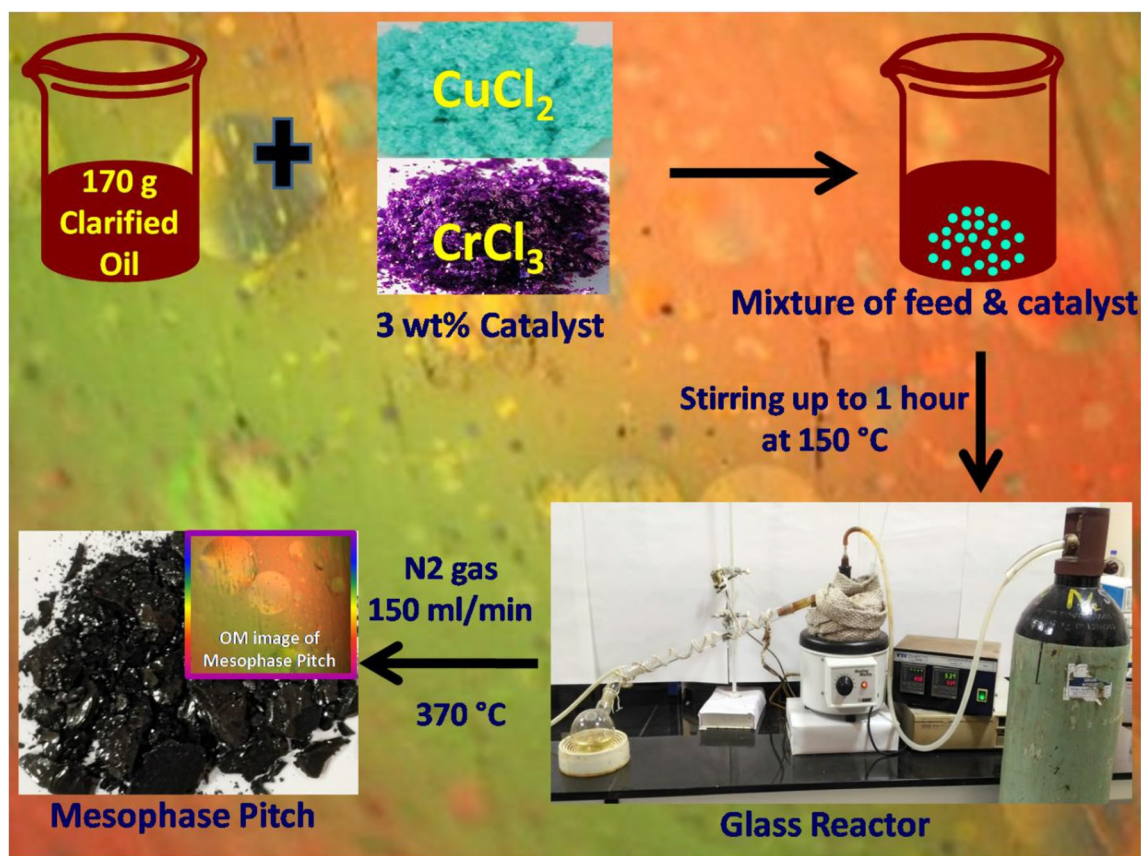 170 g
Clarified
Oil
CuCl₂
CrCl₃
3 wt% Catalyst
Mixture of feed & catalyst
Stirring up to 1 hour
at 150 °C
N2 gas
150 ml/min
370 °C
OM image of
Mesophase Pitch
Mesophase Pitch
Glass Reactor